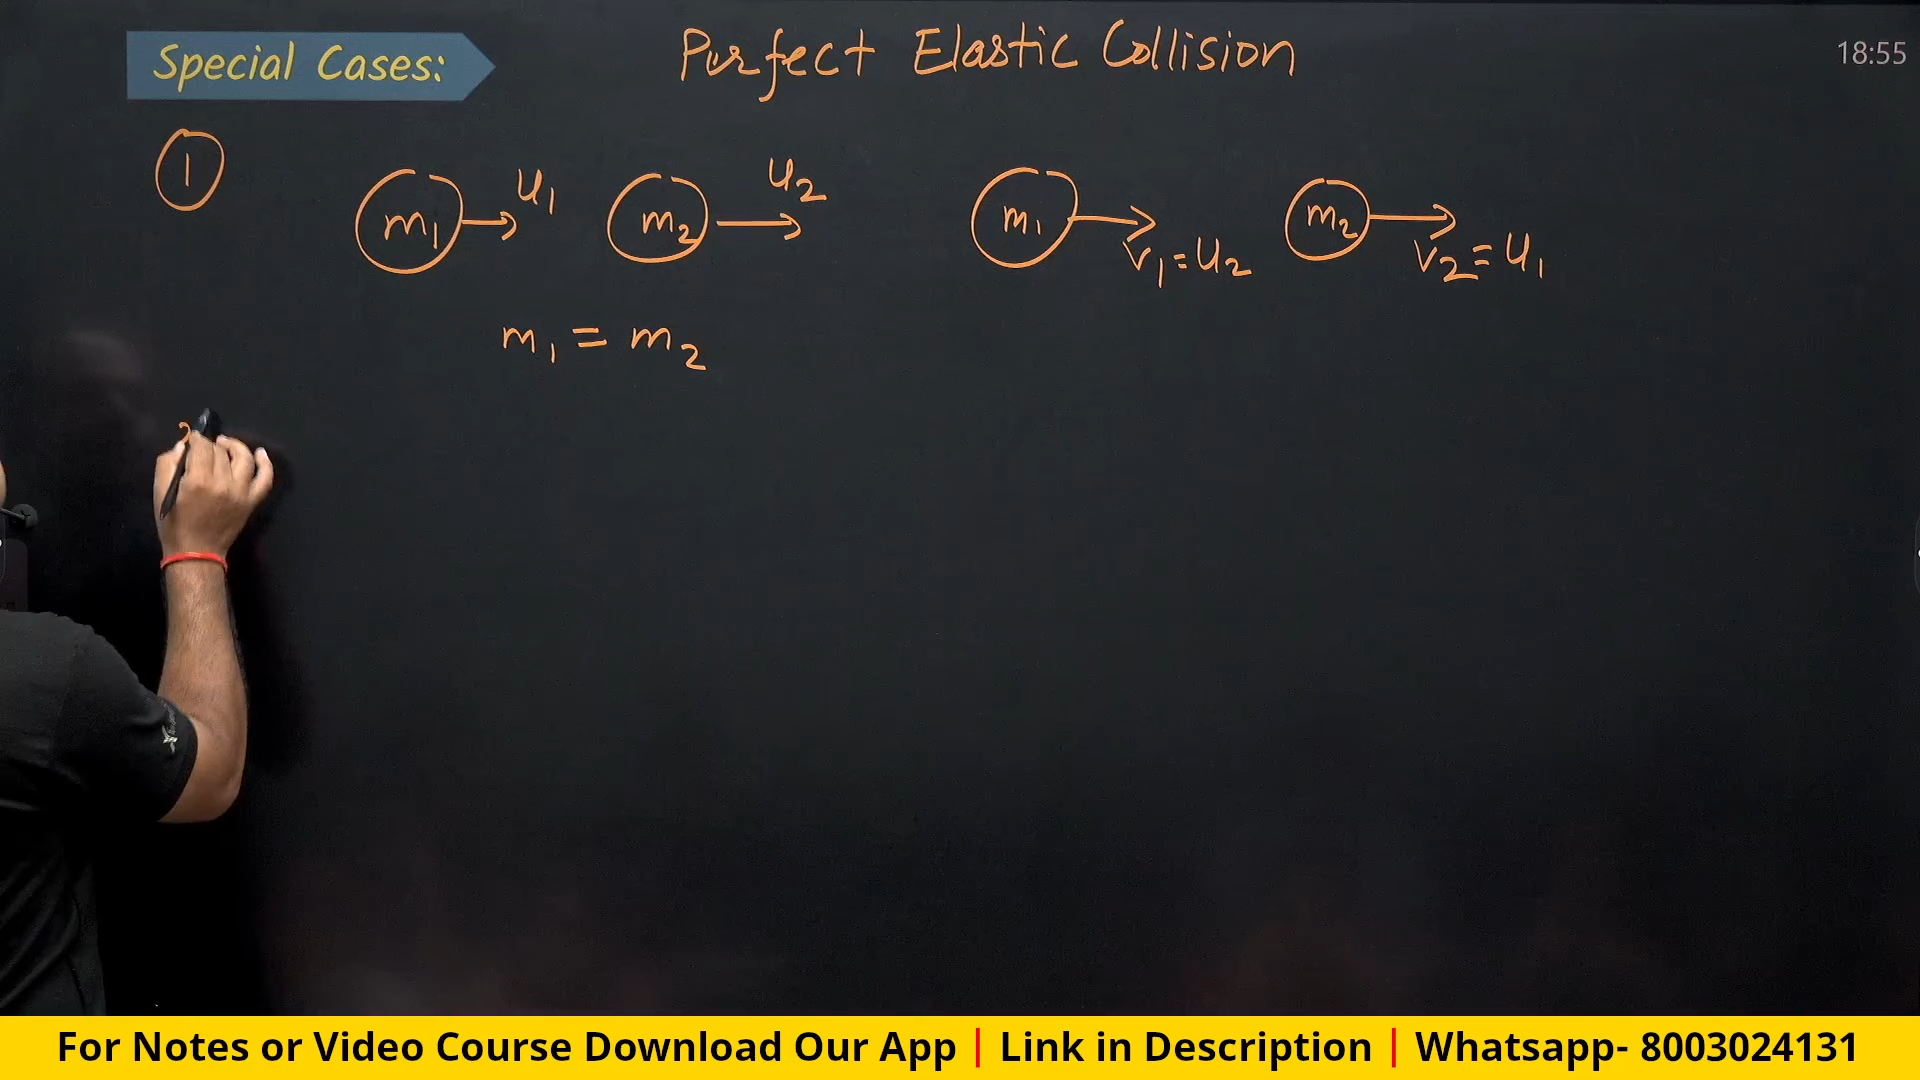 Special Cases:
Perfect Elastic Collision
18:55
1
m1 → u1 m2 → u2 m1 → v1 = u2 m2 → v2 = u1
m1 = m2
2
For Notes or Video Course Download Our App | Link in Description | Whatsapp- 8003024131